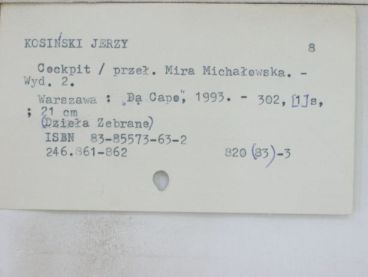 KOSIŃSKI JERZY 8
Cockpit / przeł. Mira Michałowska. -
Wyd. 2.
Warszawa : „Da Capo", 1993. - 302, [1]s,
; 21 cm
(Dzieła Zebrane)
ISBN 83-85573-63-2
246.861-862 820(83)-3